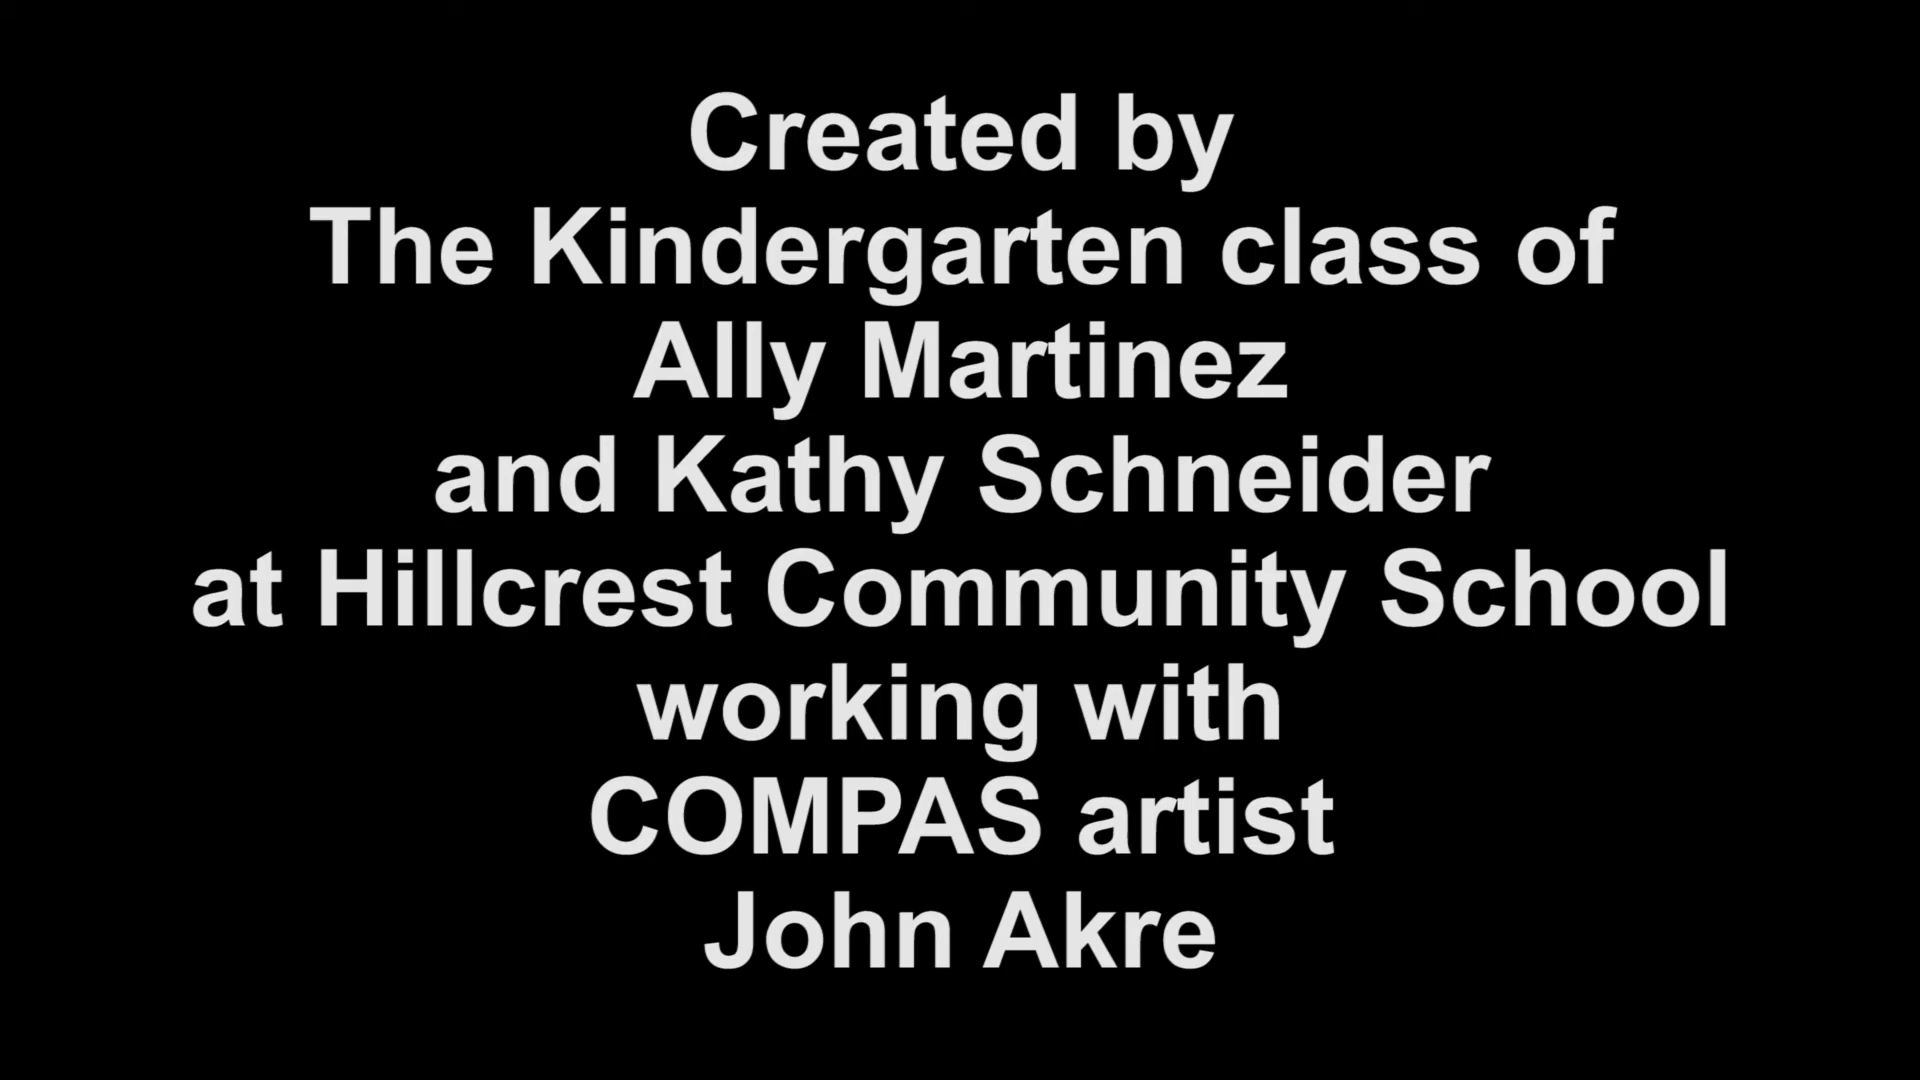 Created by
The Kindergarten class of
Ally Martinez
and Kathy Schneider
at Hillcrest Community School
working with
COMPAS artist
John Akre